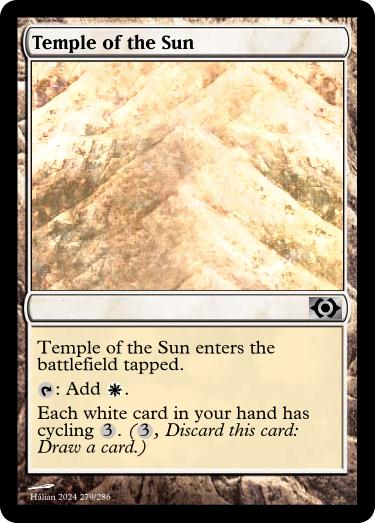 Temple of the Sun
Temple of the Sun enters the
battlefield tapped.
: Add .
Each white card in your hand has
cycling 3. (3, Discard this card:
Draw a card.)
Hálian 2024 279/286